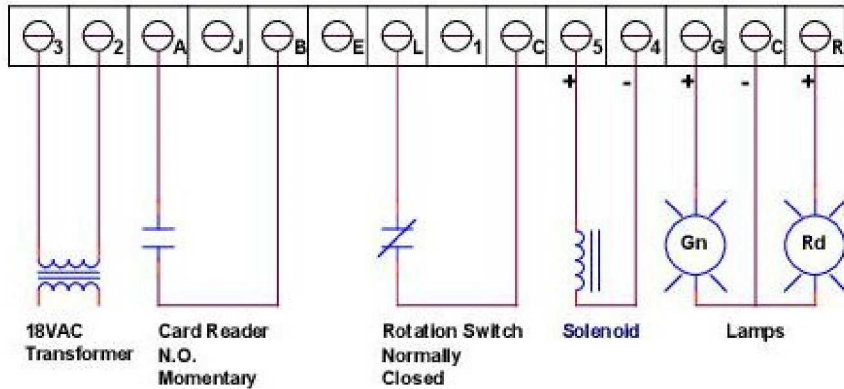 3 2 A J B E L 1 C 5 4 G C R
+ - + - +
Gn Rd
18VAC
Transformer
Card Reader
N.O.
Momentary
Rotation Switch
Normally
Closed
Solenoid
Lamps